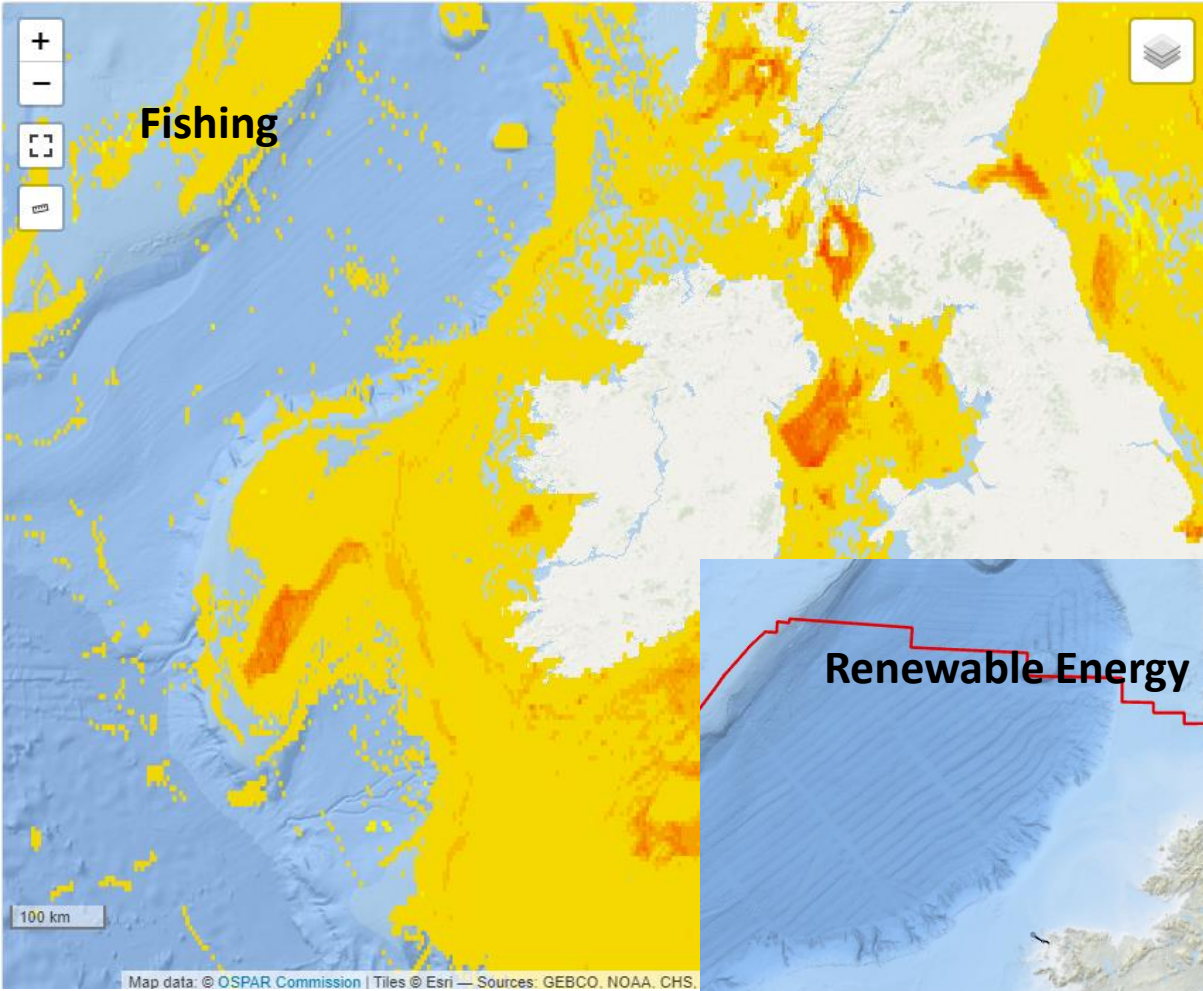 +
−
Fishing
Renewable Energy
100 km
Map data: © OSPAR Commission | Tiles © Esri — Sources: GEBCO, NOAA, CHS,